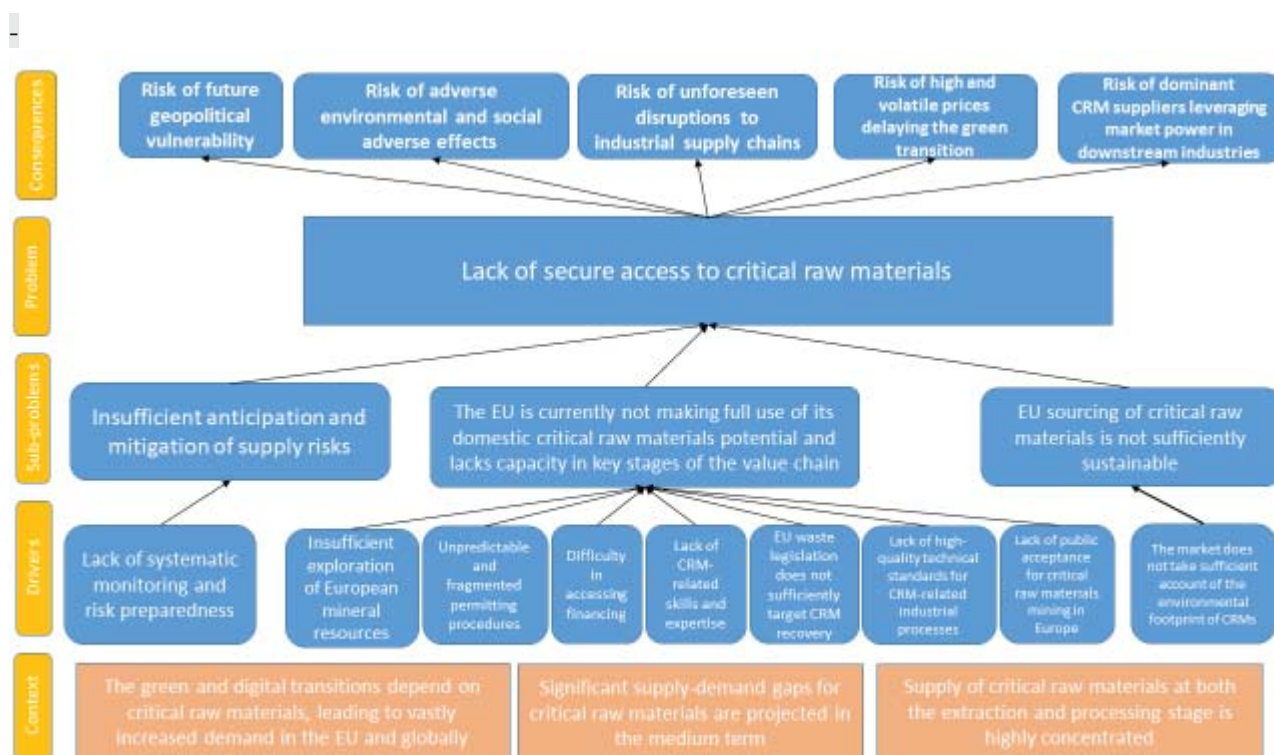 -
Consequences
Risk of future
geopolitical
vulnerability
Risk of adverse
environmental and social
adverse effects
Risk of unforeseen
disruptions to
industrial supply chains
Risk of high and
volatile prices
delaying the green
transition
Risk of dominant
CRM suppliers leveraging
market power in
downstream industries
Problem
Lack of secure access to critical raw materials
Sub-problems
Insufficient anticipation and
mitigation of supply risks
The EU is currently not making full use of its
domestic critical raw materials potential and
lacks capacity in key stages of the value chain
EU sourcing of critical raw
materials is not sufficiently
sustainable
Drivers
Lack of systematic
monitoring and
risk preparedness
Insufficient
exploration
of European
mineral
resources
Unpredictable
and
fragmented
permitting
procedures
Difficulty
in
accessing
financing
Lack of
CRM-
related
skills and
expertise
EU waste
legislation
does not
sufficiently
target CRM
recovery
Lack of high-
quality technical
standards for
CRM-related
industrial
processes
Lack of public
acceptance
for critical
raw materials
mining in
Europe
The market does
not take sufficient
account of the
environmental
footprint of CRMs
Context
The green and digital transitions depend on
critical raw materials, leading to vastly
increased demand in the EU and globally
Significant supply-demand gaps for
critical raw materials are projected in
the medium term
Supply of critical raw materials at both
the extraction and processing stage is
highly concentrated